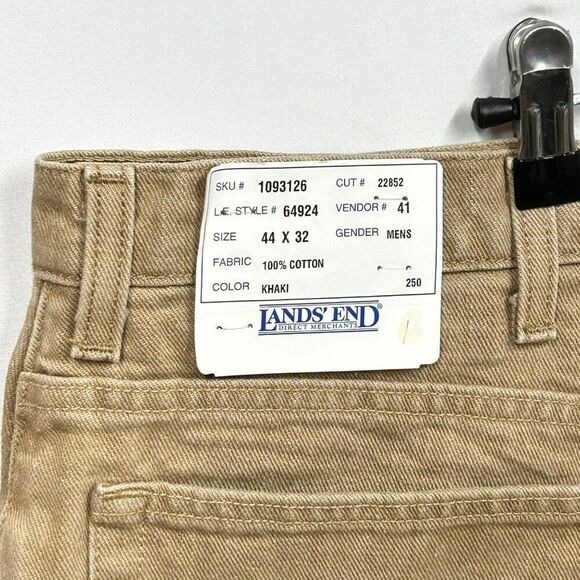 SKU # 1093126 CUT # 22852
L.E. STYLE # 64924 VENDOR # 41
SIZE 44 X 32 GENDER MENS
FABRIC 100% COTTON
COLOR KHAKI 250
LANDS' END®
DIRECT MERCHANTS